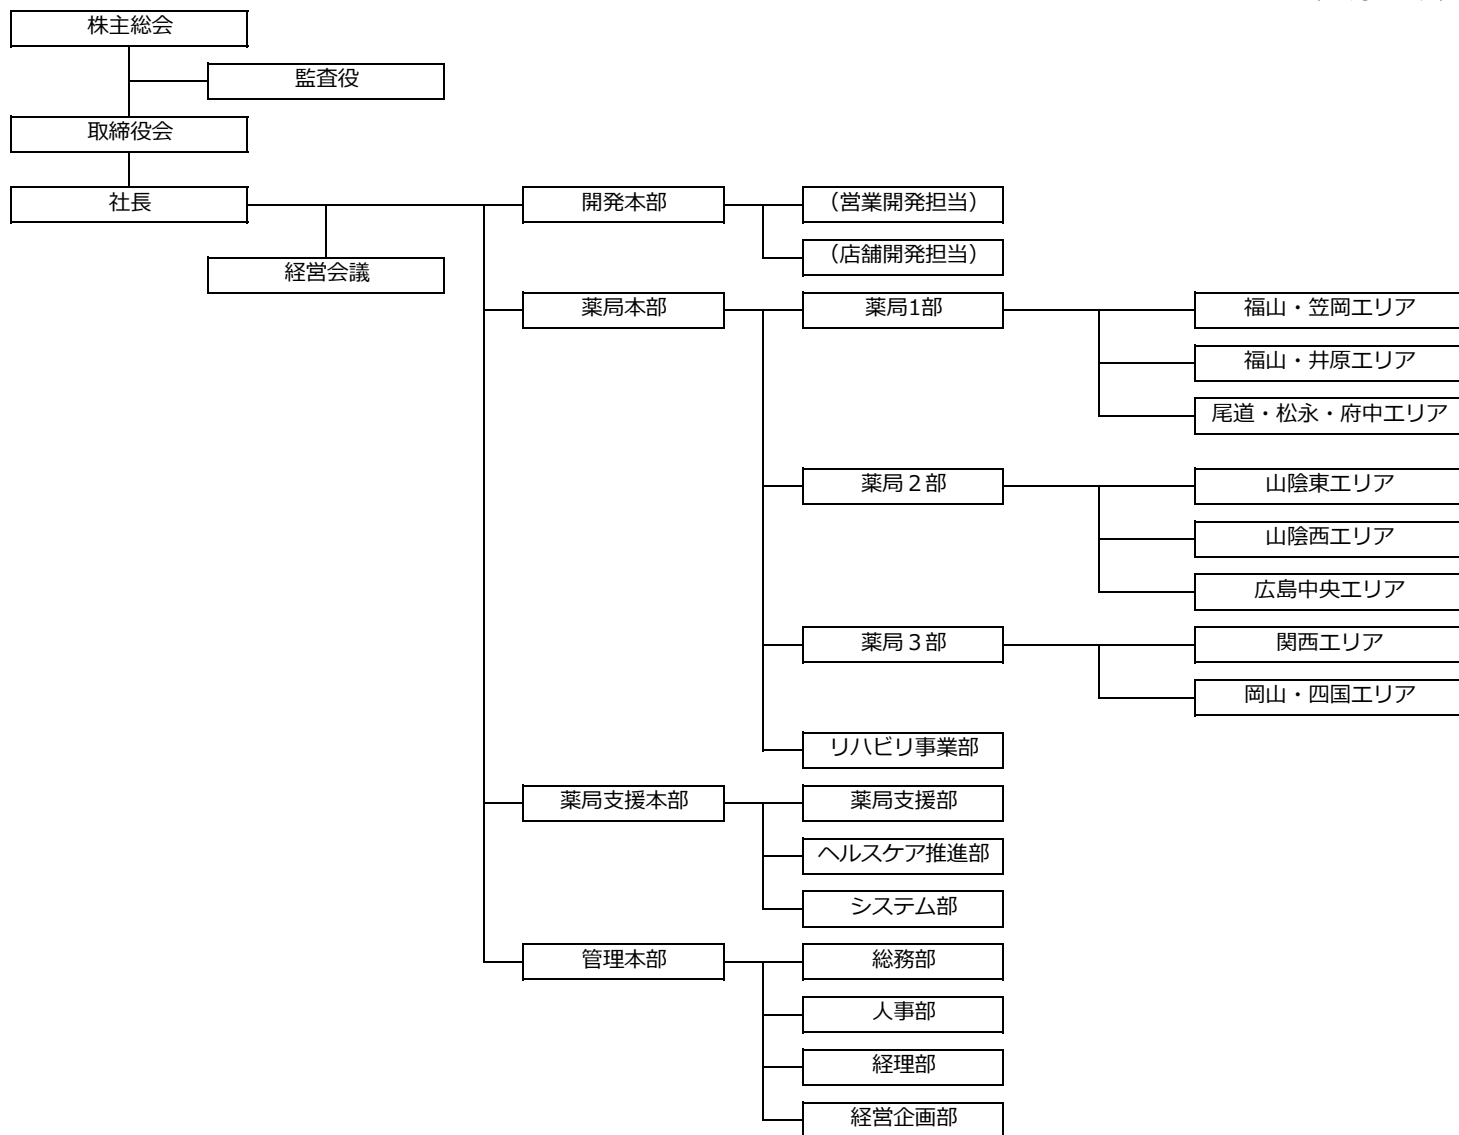 株主総会
監査役
取締役会
社長
開発本部
（営業開発担当）
（店舗開発担当）
経営会議
薬局本部
薬局1部
福山・笠岡エリア
福山・井原エリア
尾道・松永・府中エリア
薬局２部
山陰東エリア
山陰西エリア
広島中央エリア
薬局３部
関西エリア
岡山・四国エリア
リハビリ事業部
薬局支援本部
薬局支援部
ヘルスケア推進部
システム部
管理本部
総務部
人事部
経理部
経営企画部